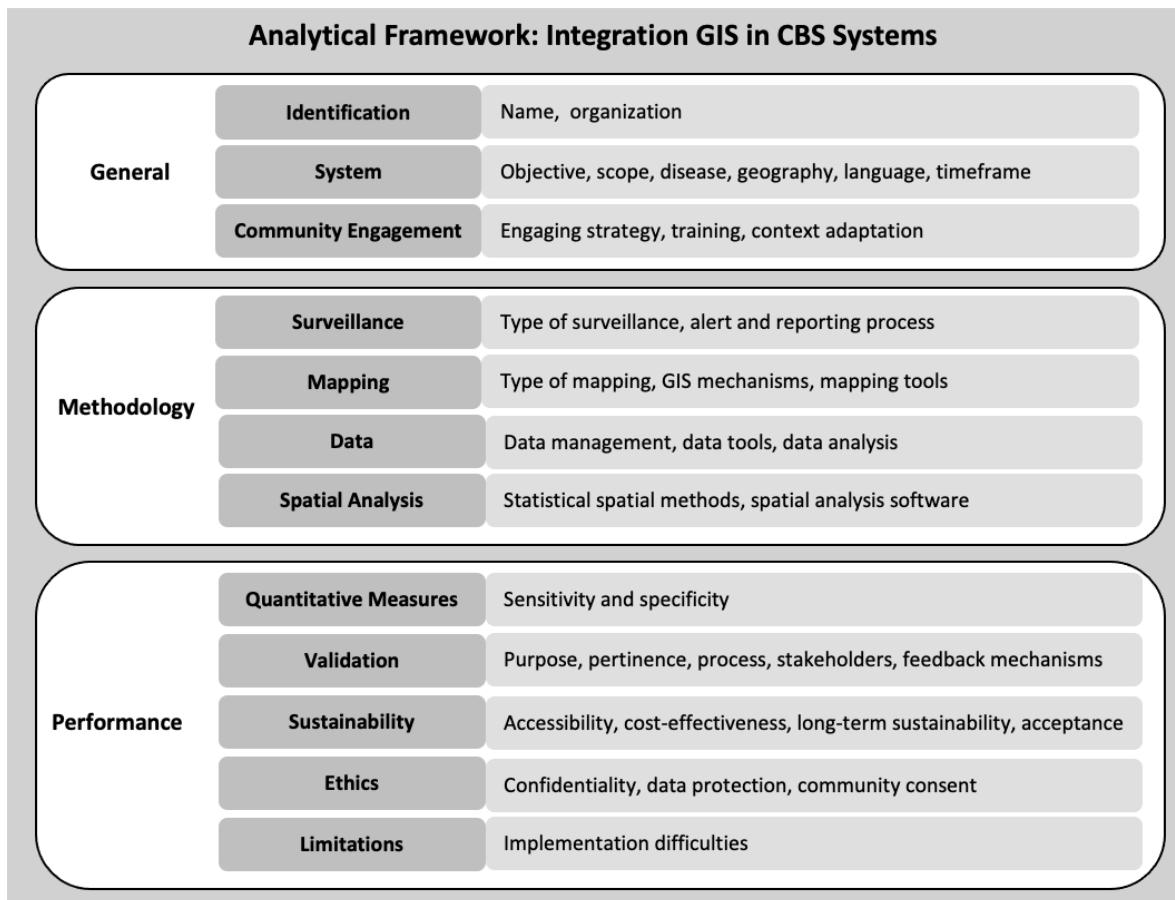 Analytical Framework: Integration GIS in CBS Systems
General
Identification
Name, organization
System
Objective, scope, disease, geography, language, timeframe
Community Engagement
Engaging strategy, training, context adaptation
Methodology
Surveillance
Type of surveillance, alert and reporting process
Mapping
Type of mapping, GIS mechanisms, mapping tools
Data
Data management, data tools, data analysis
Spatial Analysis
Statistical spatial methods, spatial analysis software
Performance
Quantitative Measures
Sensitivity and specificity
Validation
Purpose, pertinence, process, stakeholders, feedback mechanisms
Sustainability
Accessibility, cost-effectiveness, long-term sustainability, acceptance
Ethics
Confidentiality, data protection, community consent
Limitations
Implementation difficulties